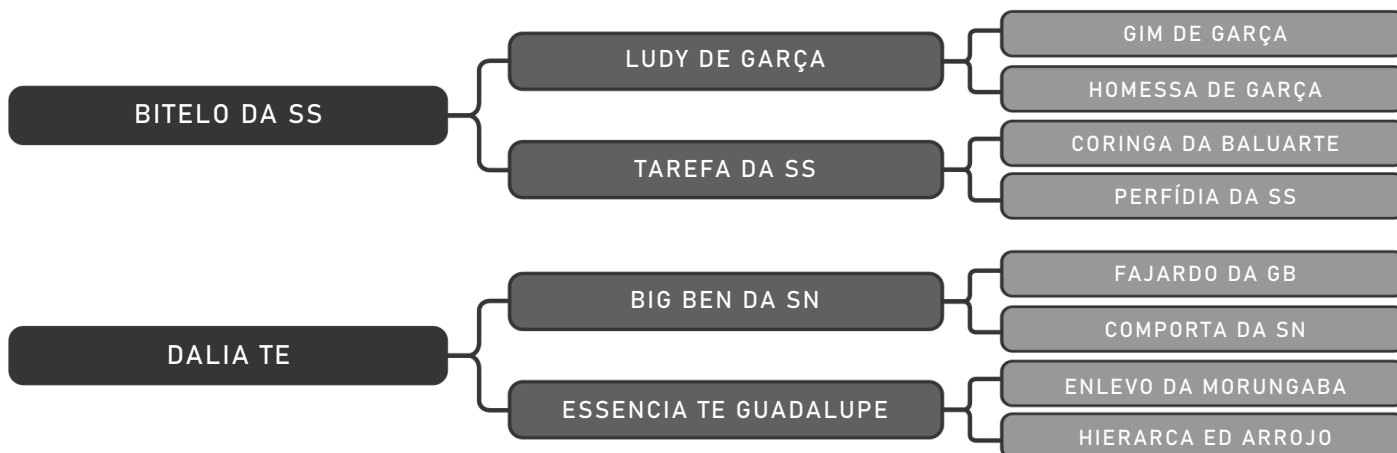 BITELO DA SS
LUDY DE GARÇA
GIM DE GARÇA
HOMESSA DE GARÇA
TAREFA DA SS
CORINGA DA BALUARTE
PERFÍDIA DA SS
DALIA TE
BIG BEN DA SN
FAJARDO DA GB
COMPORTA DA SN
ESSENCIA TE GUADALUPE
ENLEVO DA MORUNGABA
HIERARCA ED ARROJO